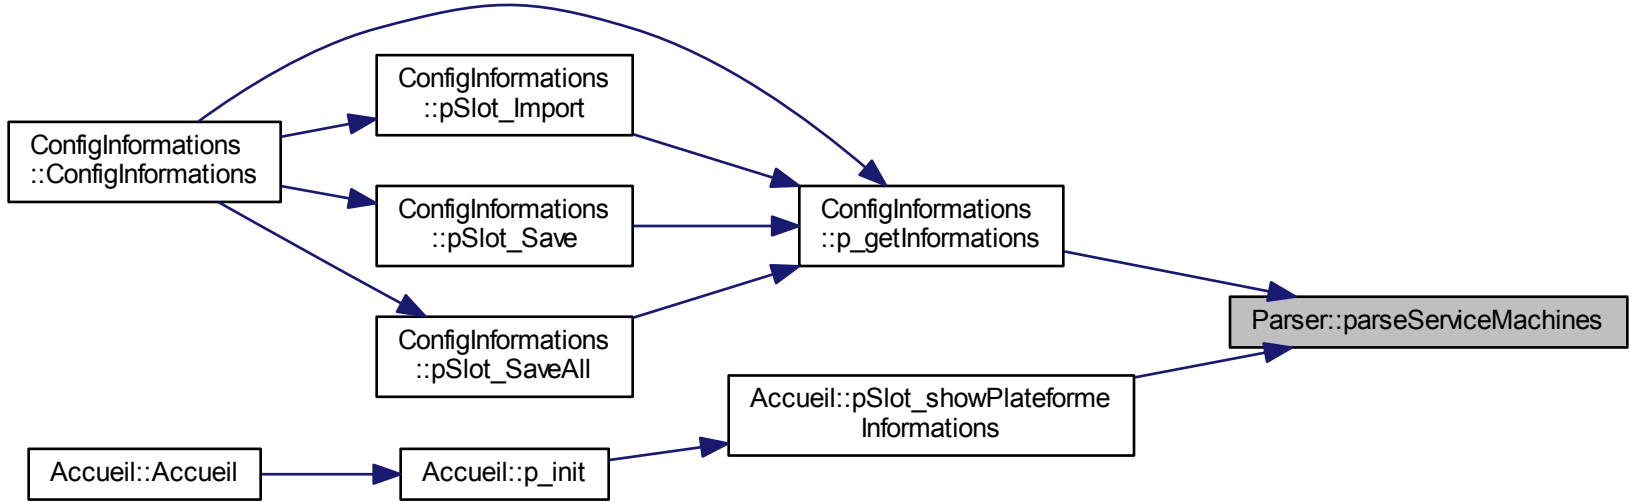 ConfigInformations
::pSlot_Import
ConfigInformations
::ConfigInformations
ConfigInformations
::pSlot_Save
ConfigInformations
::p_getInformations
Parser::parseServiceMachines
ConfigInformations
::pSlot_SaveAll
Accueil::pSlot_showPlateforme
Informations
Accueil::Accueil
Accueil::p_init